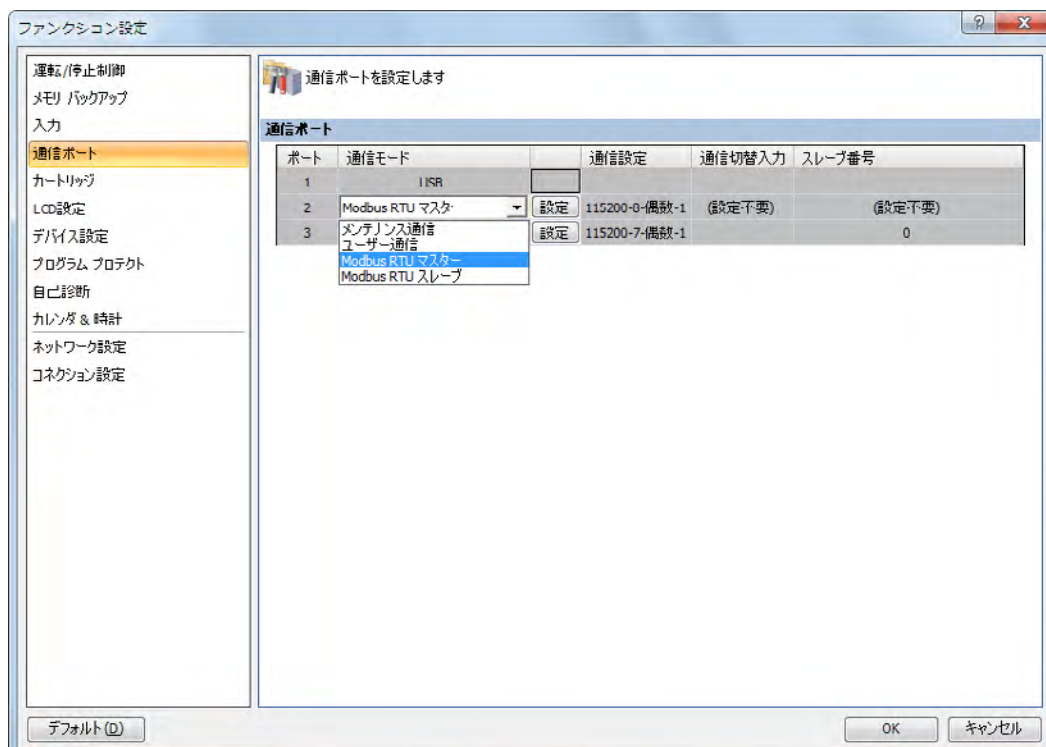 ファンクション設定
運転/停止制御
メモリ バックアップ
入力
通信ポート
カートリッジ
LCD設定
デバイス設定
プログラム プロテクト
自己診断
カレンダ & 時計
ネットワーク設定
コネクション設定
通信ポートを設定します
通信ポート
ポート 通信モード 通信設定 通信切替入力 スレーブ番号
1 USB
2 Modbus RTU マスタ 設定 115200-8-偶数-1 (設定不要) (設定不要)
3 設定 115200-7-偶数-1 0
メンテナンス通信
ユーザー通信
Modbus RTU マスター
Modbus RTU スレーブ
デフォルト(D)
OK キャンセル